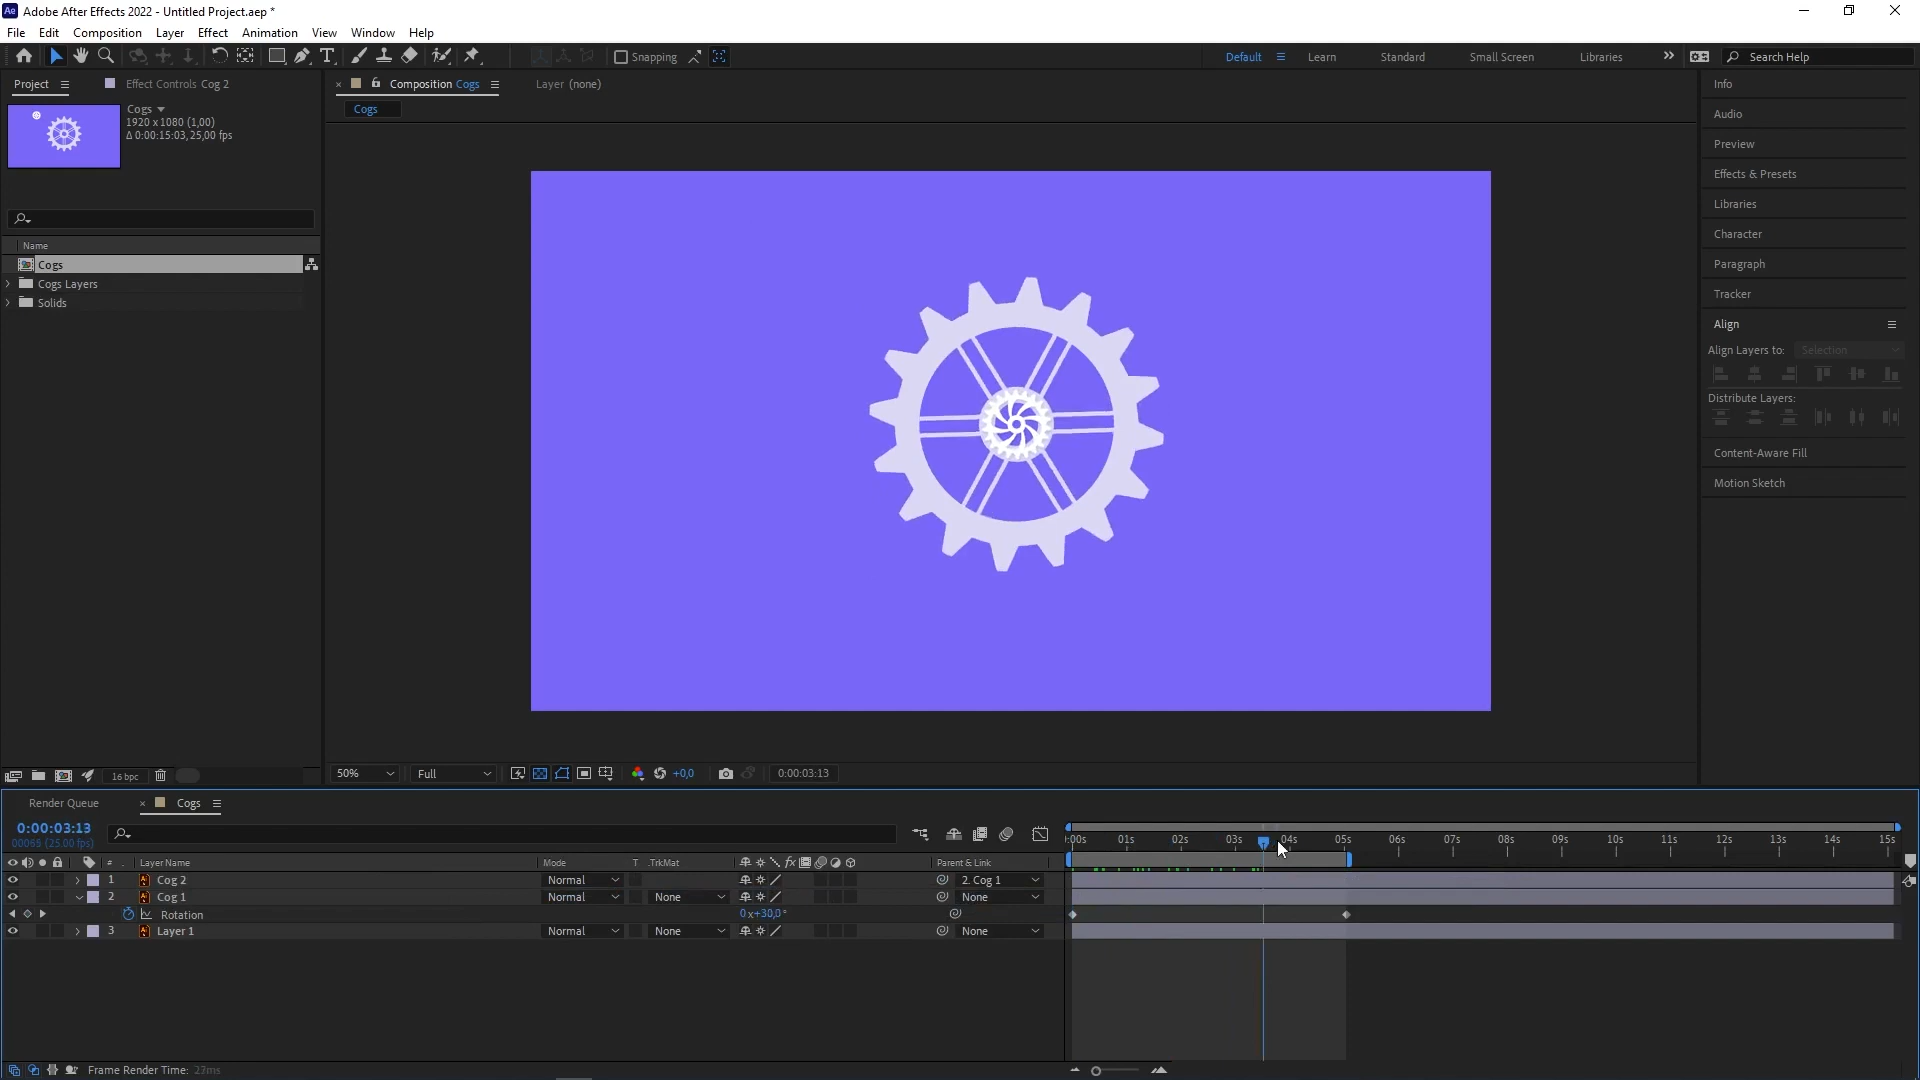 Adobe After Effects 2022 - Untitled Project.aep *
File Edit Composition Layer Effect Animation View Window Help
Snapping
Default Learn Standard Small Screen Libraries
Search Help
Project Effect Controls Cog 2
Composition Cogs Layer (none)
Cogs
1920 x 1080 (1,00)
Δ 0:00:15:03, 25,00 fps
Cogs
Name
Cogs
Cogs Layers
Solids
Info
Audio
Preview
Effects & Presets
Libraries
Character
Paragraph
Tracker
Align
Align Layers to: Selection
Distribute Layers:
Content-Aware Fill
Motion Sketch
16 bpc
50% Full +0,0 0:00:03:13
Render Queue Cogs
0:00:03:13
00088 (25.00 fps)
:00s 01s 02s 03s 04s 05s 06s 07s 08s 09s 10s 11s 12s 13s 14s 15s
# Layer Name Mode T .TrkMat Parent & Link
1 Cog 2 Normal 2. Cog 1
2 Cog 1 Normal None None
Rotation 0x+30,0°
3 Layer 1 Normal None None
Frame Render Time: 23ms